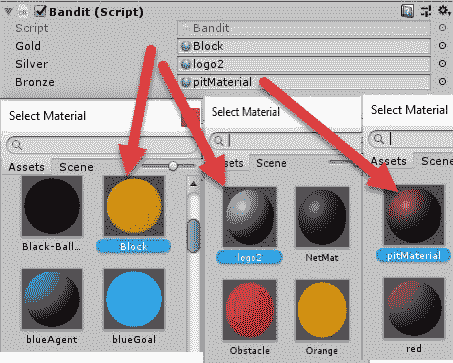 Bandit (Script)
Script Bandit
Gold Block
Silver logo2
Bronze pitMaterial
Select Material
Assets Scene
Black-Ball...
Block
blueAgent
blueGoal
Select Material
Assets Scene
logo2
NetMat
Obstacle
Orange
Select Material
Assets Scene
pitMaterial
red